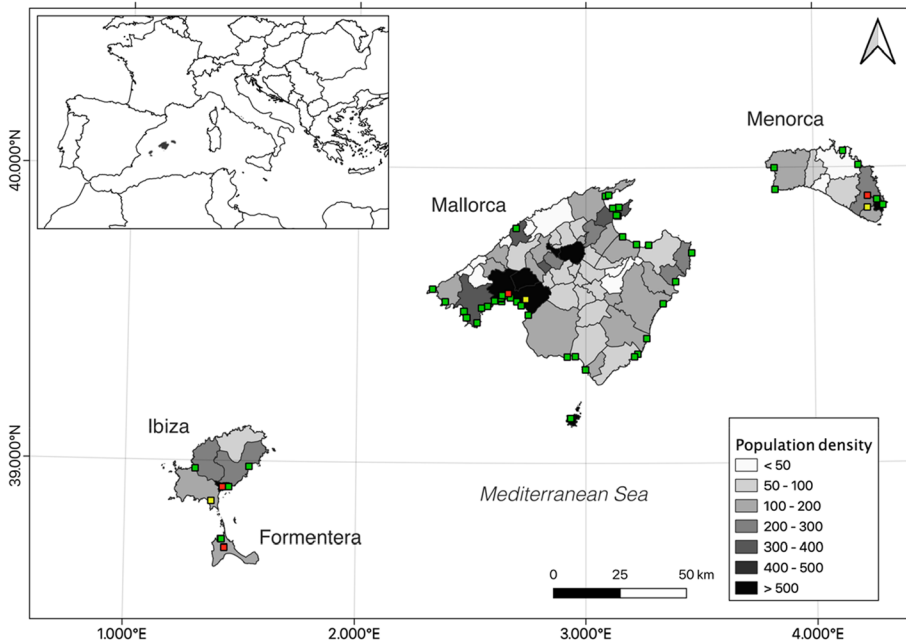 40.000°N
39.000°N
Menorca
Mallorca
Ibiza
Formentera
Mediterranean Sea
0 25 50 km
Population density
< 50
50 - 100
100 - 200
200 - 300
300 - 400
400 - 500
> 500
1.000°E 2.000°E 3.000°E 4.000°E